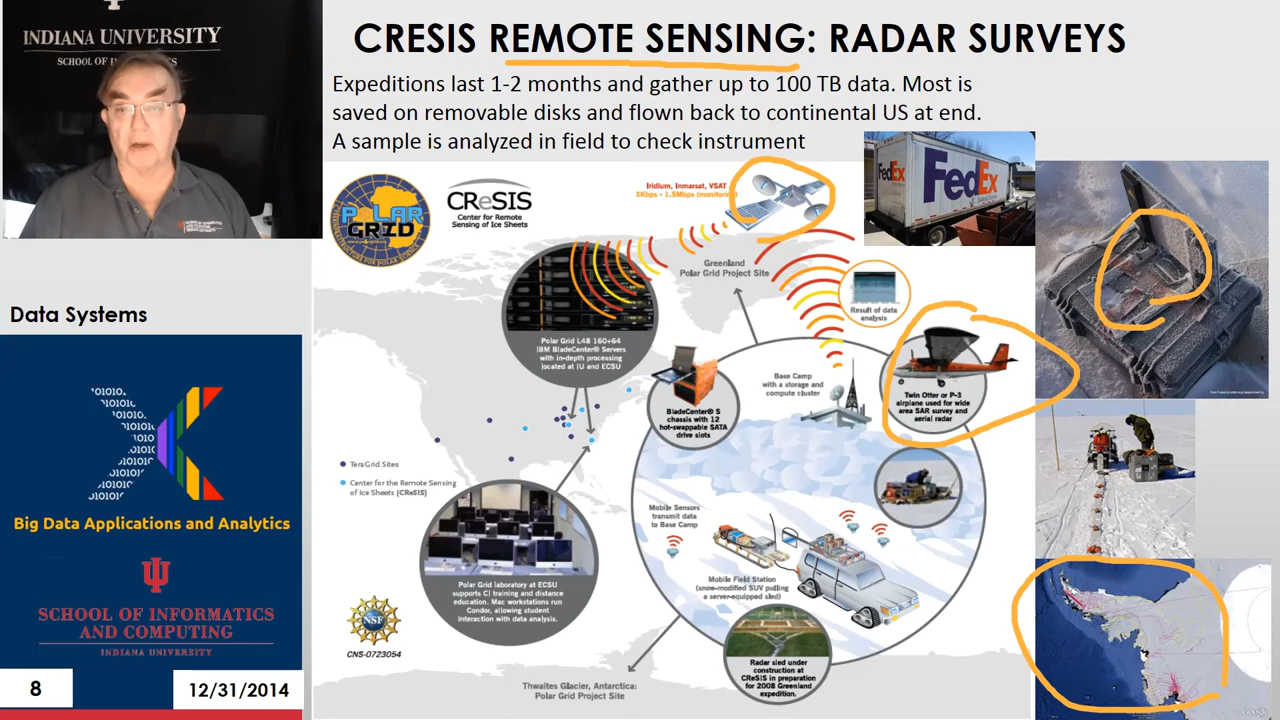 INDIANA UNIVERSITY
SCHOOL OF
CRESIS REMOTE SENSING: RADAR SURVEYS
Expeditions last 1-2 months and gather up to 100 TB data. Most is
saved on removable disks and flown back to continental US at end.
A sample is analyzed in field to check instrument
POLAR
GRID
CReSIS
Center for Remote
Sensing of Ice Sheets
Iridium, Inmarsat, VSAT
FedEx
FedEx
Greenland
Polar Grid Project Site
Result of data
analysis
Polar Grid L48 160+64
IBM BladeCenter® Servers
with in-depth processing
located at IU and ECSU
BladeCenter® S
chassis with 12
hot-swappable SATA
drive slots
Base Camp
with a storage and
compute cluster
Twin Otter or P-3
airplane used for wide
area SAR survey and
aerial radar
TeraGrid Sites
Center for the Remote Sensing
of Ice Sheets (CReSIS)
Mobile Sensors
transmit data
to Base Camp
Mobile Field Station
(snow-modified SUV pulling
a server-equipped sled)
Polar Grid laboratory at ECSU
supports CI training and distance
education. Mac workstations run
Condor, allowing student
interaction with data analysis.
NSF
CNS-0723054
Radar sled under
construction at
CReSIS in preparation
for 2008 Greenland
expedition.
Thwaites Glacier, Antarctica:
Polar Grid Project Site
Data Systems
Big Data Applications and Analytics
SCHOOL OF INFORMATICS
AND COMPUTING
INDIANA UNIVERSITY
8
12/31/2014